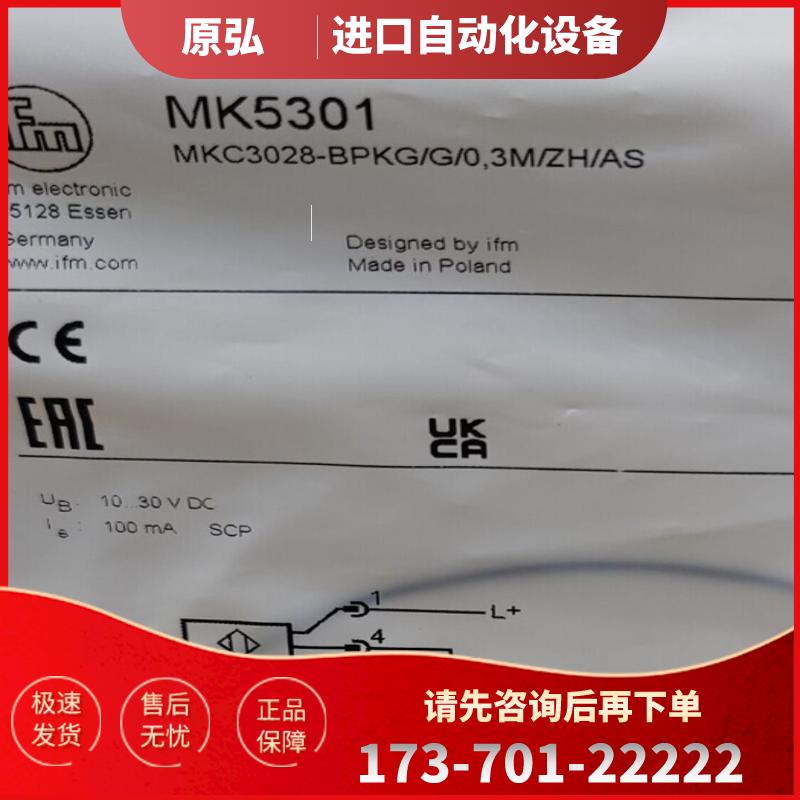 原弘 进口自动化设备
ifm
MK5301
MKC3028-BPKG/G/0,3M/ZH/AS
m electronic
5128 Essen
Germany
www.ifm.com
Designed by ifm
Made in Poland
CE
EAC
UK
CA
UB: 10...30 V DC
Ie: 100 mA SCP
1
L+
4
极速
发货
售后
无忧
正品
保障
请先咨询后再下单
173-701-22222